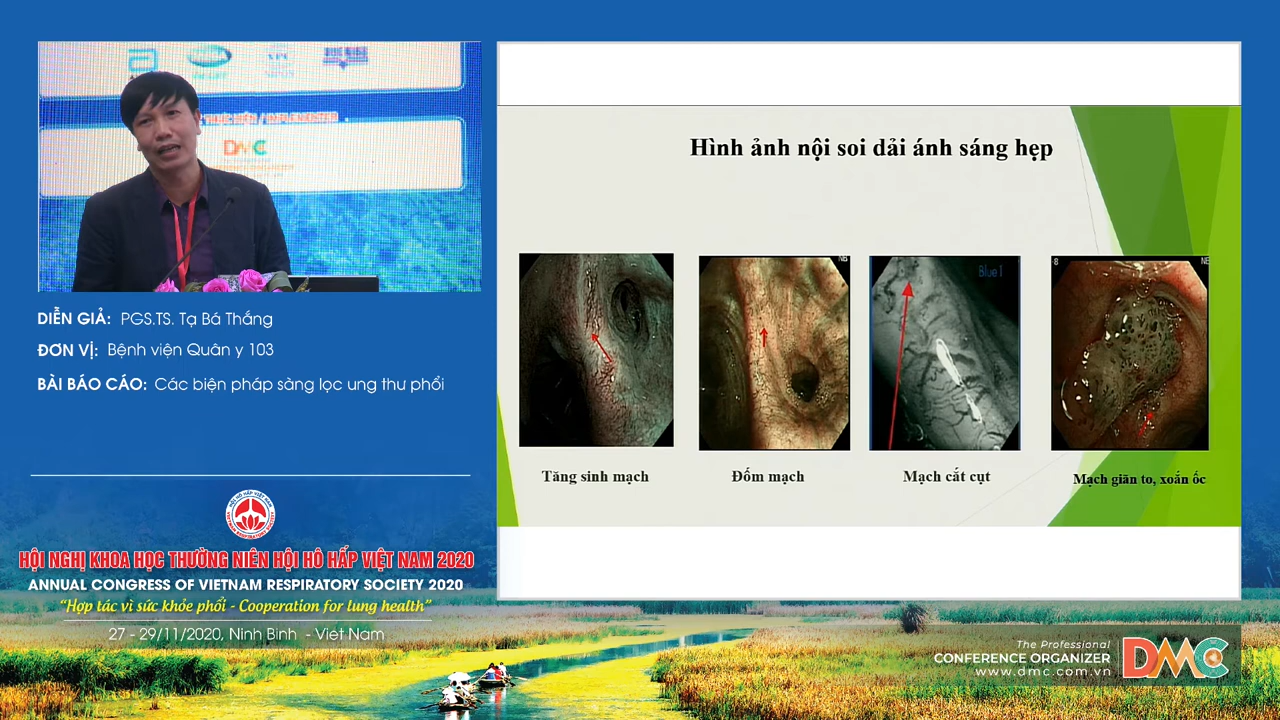 DMC
DIỄN GIẢ: PGS.TS. Tạ Bá Thắng
ĐƠN VỊ: Bệnh viện Quân y 103
BÀI BÁO CÁO: Các biện pháp sàng lọc ung thư phổi
HỘI NGHỊ KHOA HỌC THƯỜNG NIÊN HỘI HÔ HẤP VIỆT NAM 2020
ANNUAL CONGRESS OF VIETNAM RESPIRATORY SOCIETY 2020
“Hợp tác vì sức khỏe phổi - Cooperation for lung health”
27 - 29/11/2020, Ninh Binh - Viet Nam
Hình ảnh nội soi dải ánh sáng hẹp
Blue1
Tăng sinh mạch
Đốm mạch
Mạch cắt cụt
Mạch giãn to, xoắn ốc
The Professional
CONFERENCE ORGANIZER
www.dmc.com.vn
DMC